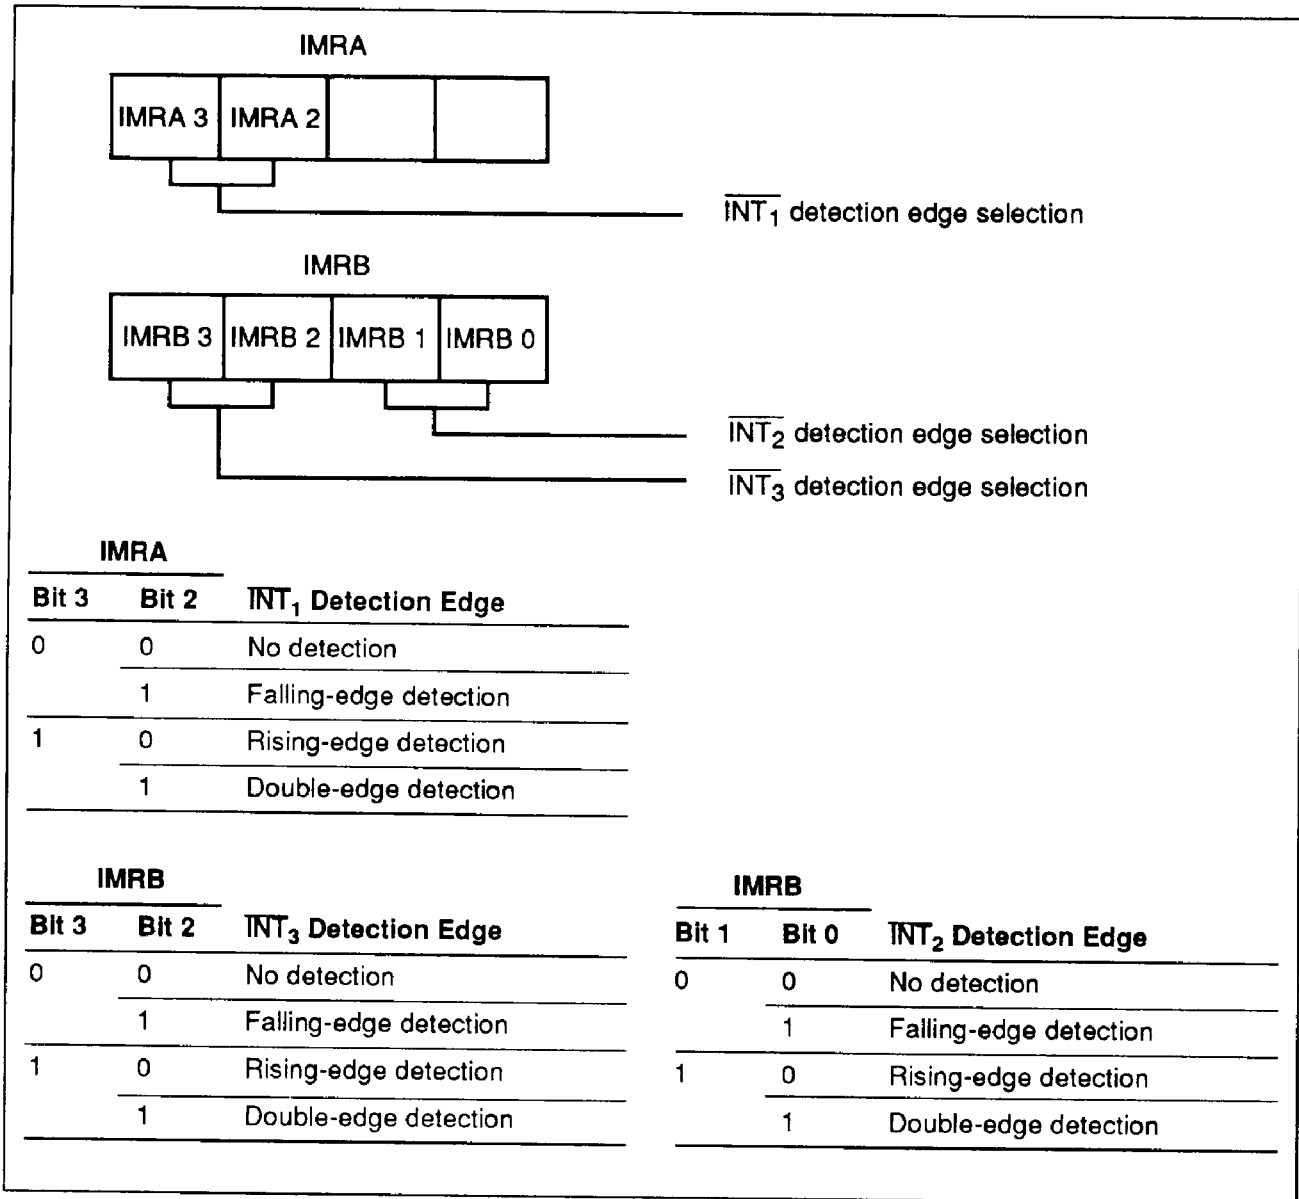 IMRA
IMRA 3 IMRA 2
INT1 detection edge selection
IMRB
IMRB 3 IMRB 2 IMRB 1 IMRB 0
INT2 detection edge selection
INT3 detection edge selection
IMRA
Bit 3 Bit 2 INT1 Detection Edge
0 0 No detection
1 Falling-edge detection
1 0 Rising-edge detection
1 Double-edge detection
IMRB
Bit 3 Bit 2 INT3 Detection Edge
0 0 No detection
1 Falling-edge detection
1 0 Rising-edge detection
1 Double-edge detection
IMRB
Bit 1 Bit 0 INT2 Detection Edge
0 0 No detection
1 Falling-edge detection
1 0 Rising-edge detection
1 Double-edge detection